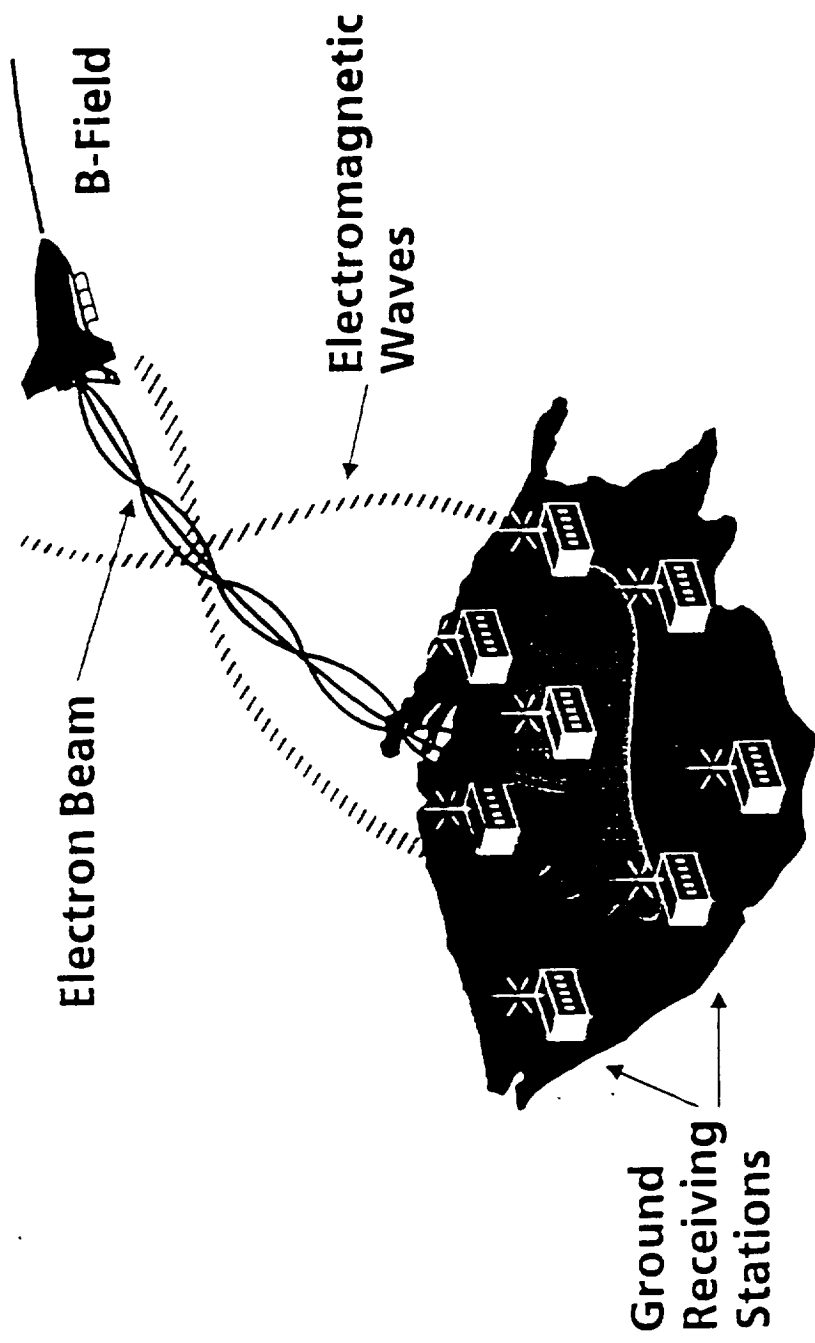 B-Field
Electromagnetic
Waves
Electron Beam
Ground
Receiving
Stations